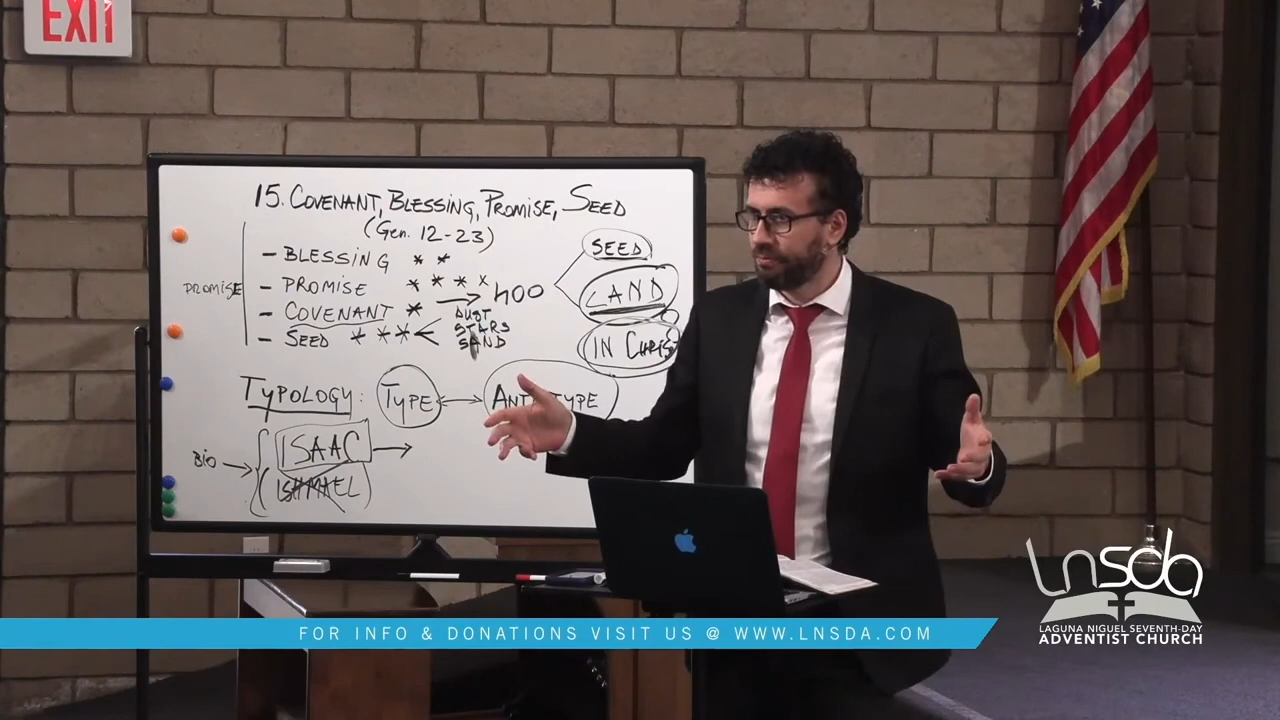 EXIT
15. COVENANT, BLESSING, PROMISE, SEED
(Gen. 12-23)
PROMISE
- BLESSING * *
- PROMISE * * * *
- COVENANT *
- SEED * * * <
DUST
STARS
SAND
SEED
LAND
IN CHRIST
TYPOLOGY: TYPE ↔
BIO → ISAAC →
ISHMAEL
LNSDA
LAGUNA NIGUEL SEVENTH-DAY
ADVENTIST CHURCH
FOR INFO & DONATIONS VISIT US @ WWW.LNSDA.COM